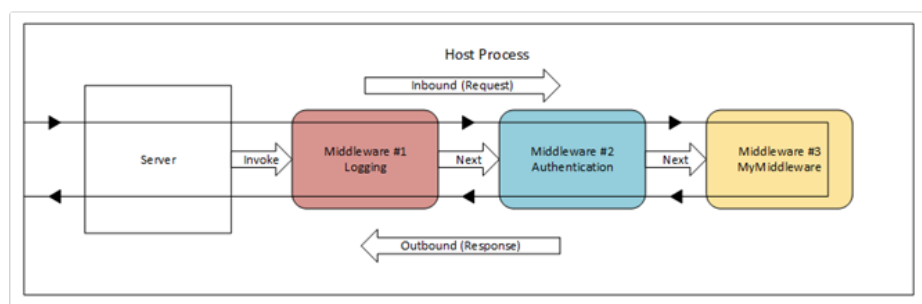 Host Process
Inbound (Request)
Server
Invoke
Middleware #1
Logging
Next
Middleware #2
Authentication
Next
Middleware #3
MyMiddleware
Outbound (Response)